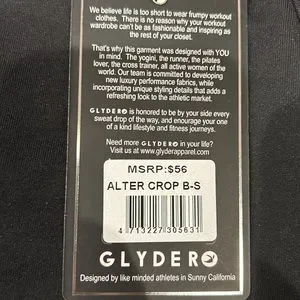 We believe life is too short to wear frumpy workout
clothes. There is no reason why your workout
wardrobe can't be as fashionable and inspiring as
the rest of your closet.
That's why this garment was designed with YOU
in mind. The yogini, the runner, the pilates
lover, the cross trainer, all active women of the
world. Our team is committed to developing
new luxury performance fabrics, while
incorporating unique styling details that adds a
refreshing look to the athletic market.
GLYDER is honored to be by your side every
sweat drop of the way, and enourage your one
of a kind lifestyle and fitness journeys.
Need more GLYDER in your life?
Visit us at www.glyderapparel.com
MSRP:$56
ALTER CROP B-S
4 713227 305631
GLYDER
Designed by like minded athletes in Sunny California